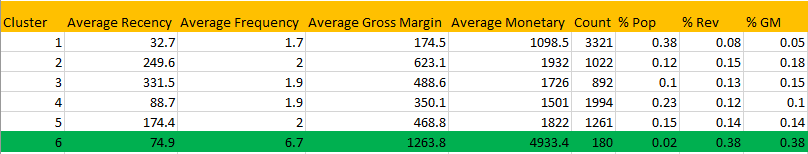 Cluster Average Recency Average Frequency Average Gross Margin Average Monetary Count % Pop % Rev % GM
1 32.7 1.7 174.5 1098.5 3321 0.38 0.08 0.05
2 249.6 2 623.1 1932 1022 0.12 0.15 0.18
3 331.5 1.9 488.6 1726 892 0.1 0.13 0.15
4 88.7 1.9 350.1 1501 1994 0.23 0.12 0.1
5 174.4 2 468.8 1822 1261 0.15 0.14 0.14
6 74.9 6.7 1263.8 4933.4 180 0.02 0.38 0.38